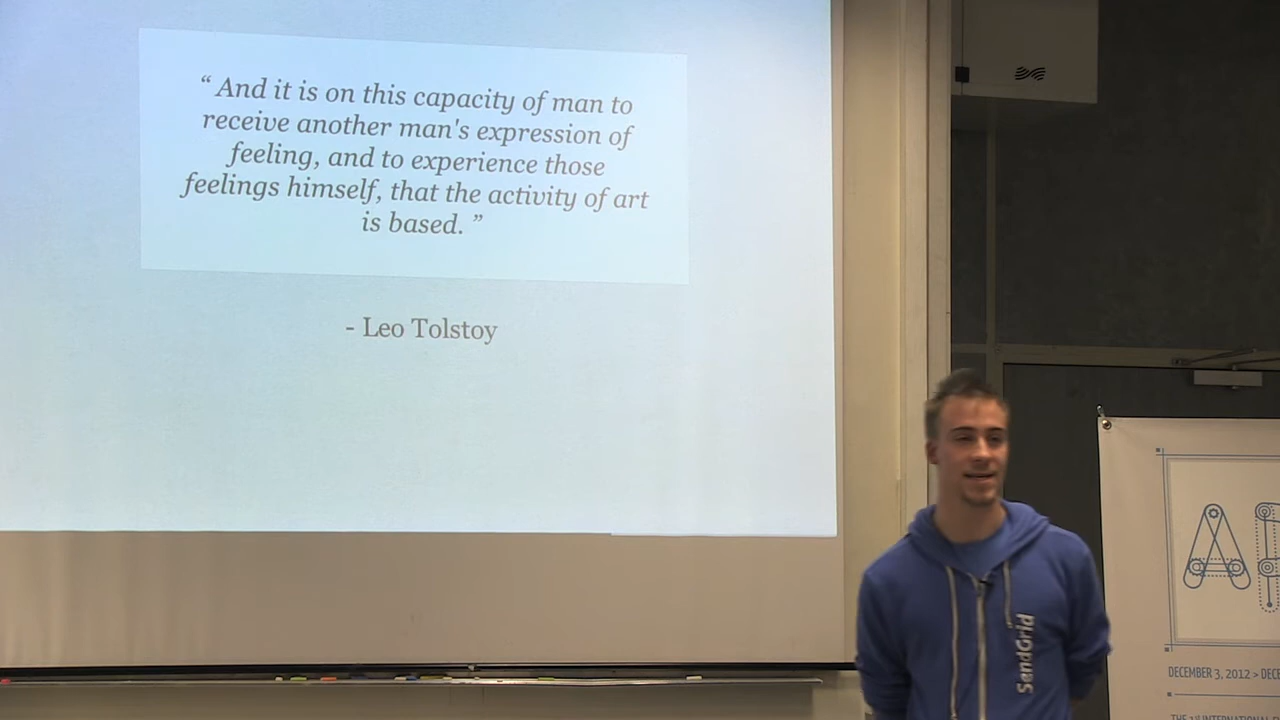 “ And it is on this capacity of man to
receive another man's expression of
feeling, and to experience those
feelings himself, that the activity of art
is based. ”
- Leo Tolstoy
SendGrid
DECEMBER 3, 2012 > DECE